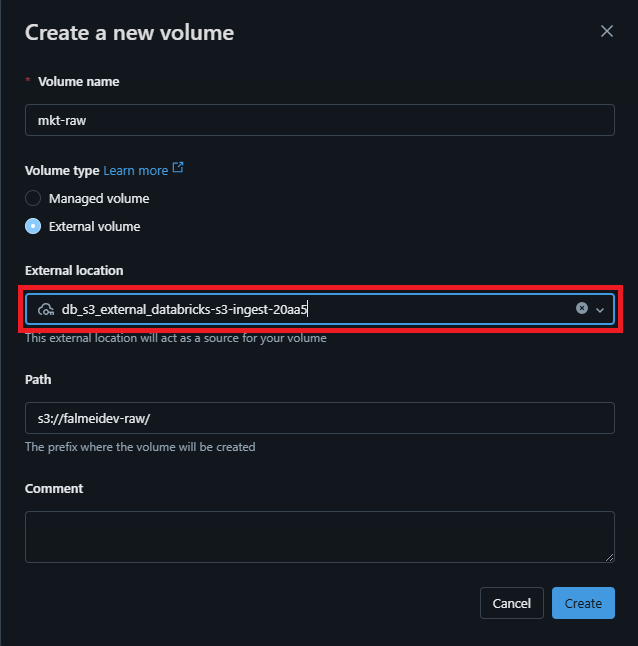 Create a new volume
* Volume name
mkt-raw
Volume type Learn more
Managed volume
External volume
External location
db_s3_external_databricks-s3-ingest-20aa5
This external location will act as a source for your volume
Path
s3://falmeidev-raw/
The prefix where the volume will be created
Comment
Cancel Create